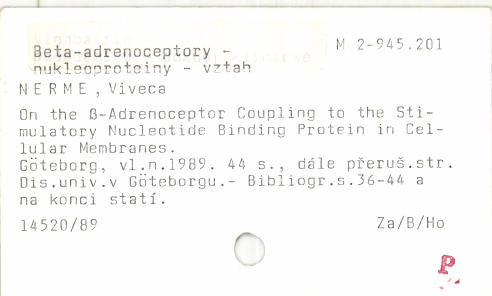 Beta-adrenoceptory - M 2-945.201
nukleoproteiny - vztah
NERME, Viveca
On the ß-Adrenoceptor Coupling to the Sti-
mulatory Nucleotide Binding Protein in Cel-
lular Membranes.
Göteborg, vl.n.1989. 44 s., dále přeruš.str.
Dis.univ.v Göteborgu.- Bibliogr.s.36-44 a
na konci statí.
14520/89 Za/B/Ho
P